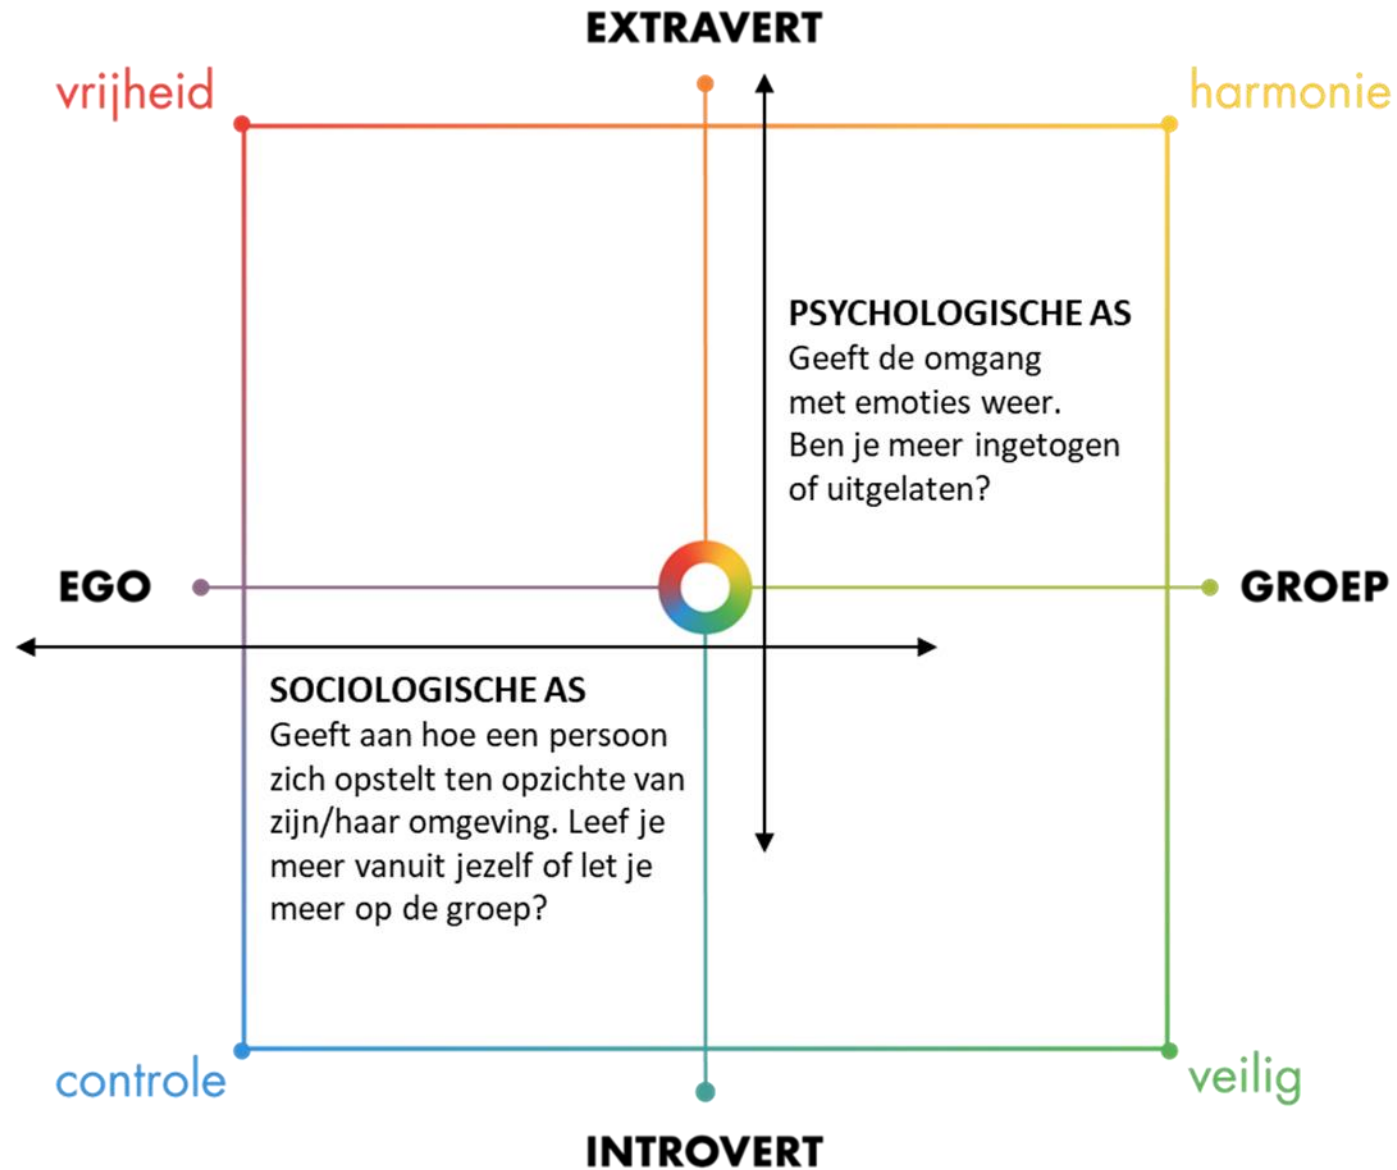 EXTRAVERT
vrijheid
harmonie
PSYCHOLOGISCHE AS
Geeft de omgang
met emoties weer.
Ben je meer ingetogen
of uitgelaten?
EGO
GROEP
SOCIOLOGISCHE AS
Geeft aan hoe een persoon
zich opstelt ten opzichte van
zijn/haar omgeving. Leef je
meer vanuit jezelf of let je
meer op de groep?
controle
veilig
INTROVERT